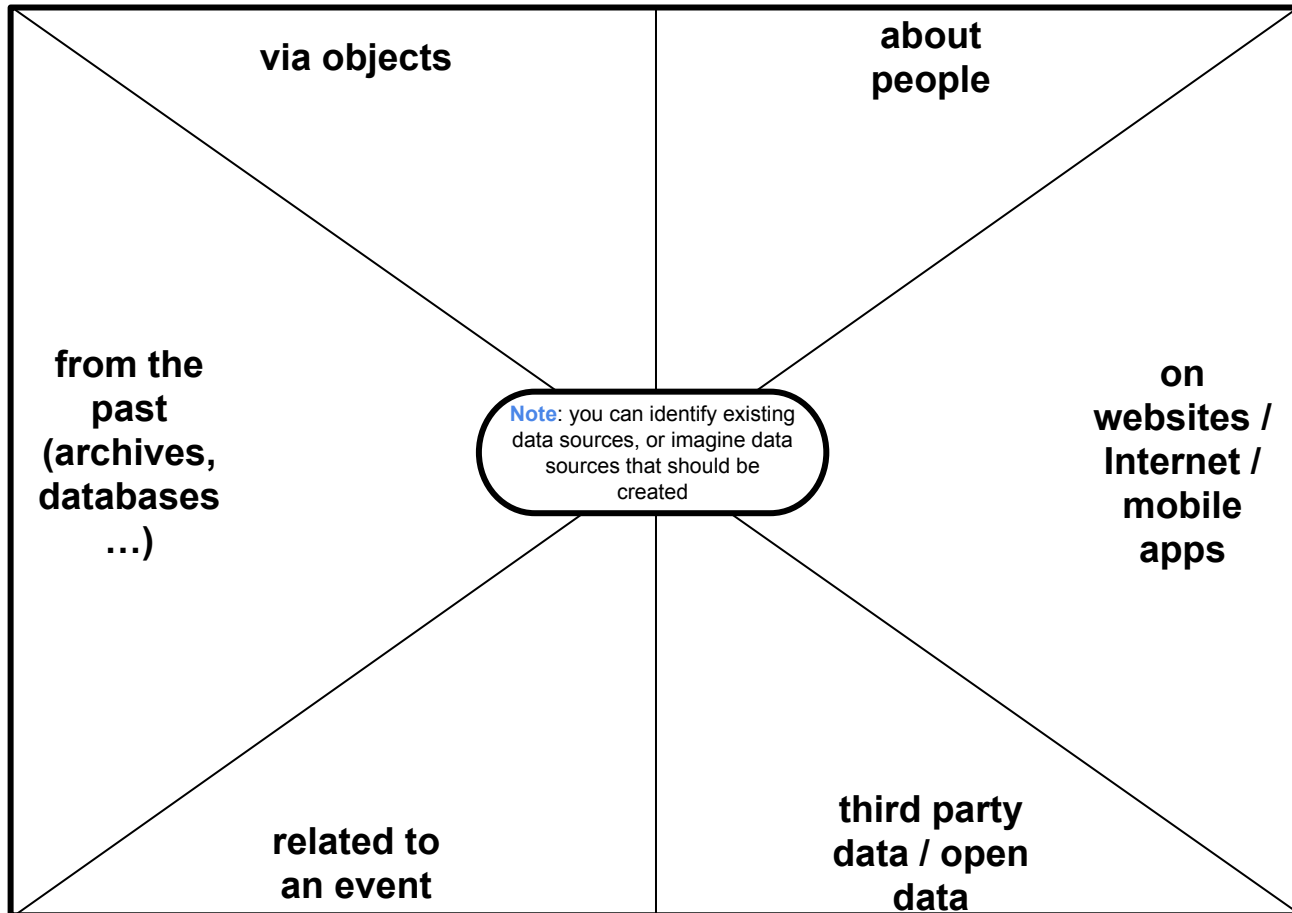 via objects
about
people
from the
past
(archives,
databases
…)
Note: you can identify existing
data sources, or imagine data
sources that should be
created
on
websites /
Internet /
mobile
apps
related to
an event
third party
data / open
data